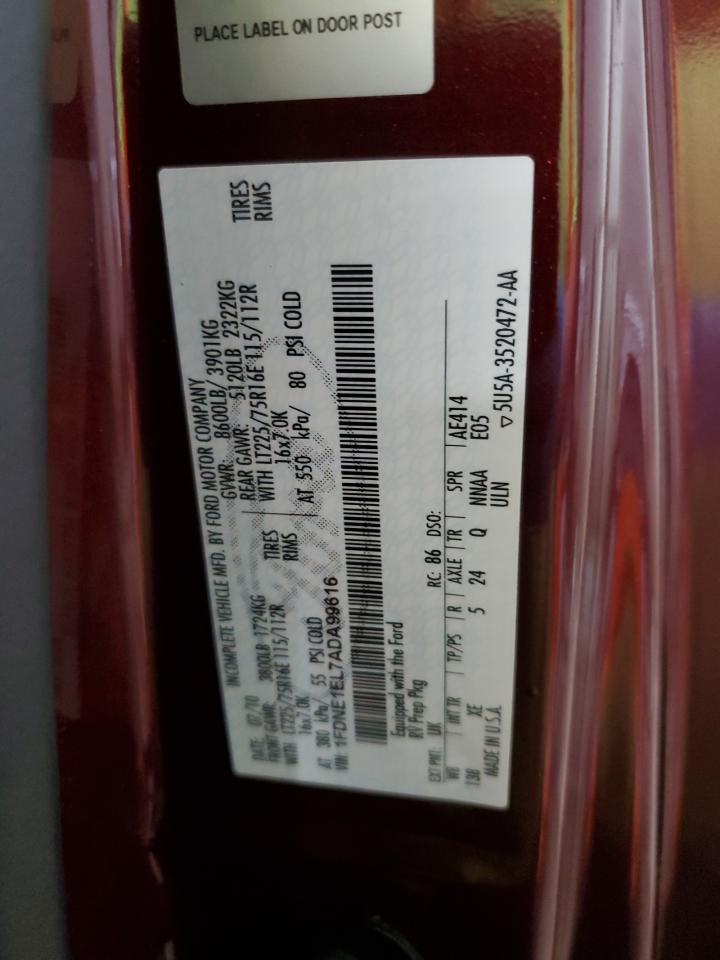 PLACE LABEL ON DOOR POST
INCOMPLETE VEHICLE MFD. BY FORD MOTOR COMPANY
DATE: 07/10 GVWR: 8600LB/ 3901KG
FRONT GAWR: 3800LB 1724KG REAR GAWR: 5120LB 2322KG
WITH LT225/75R16E 115/112R TIRES WITH LT225/75R16E 115/112R TIRES
16x7.0K RIMS 16x7.0K RIMS
AT 380 kPa/ 55 PSI COLD AT 550 kPa/ 80 PSI COLD
VIN: 1FDNE1EL7ADA99616
Equipped with the Ford
RV Prep Pkg
EXT PNT: UK RC: 86 DSO:
WB INT TR TP/PS R AXLE TR SPR
138 XE 5 24 Q NNAA AE414
ULN E05
MADE IN U.S.A. ▽5U5A-3520472-AA